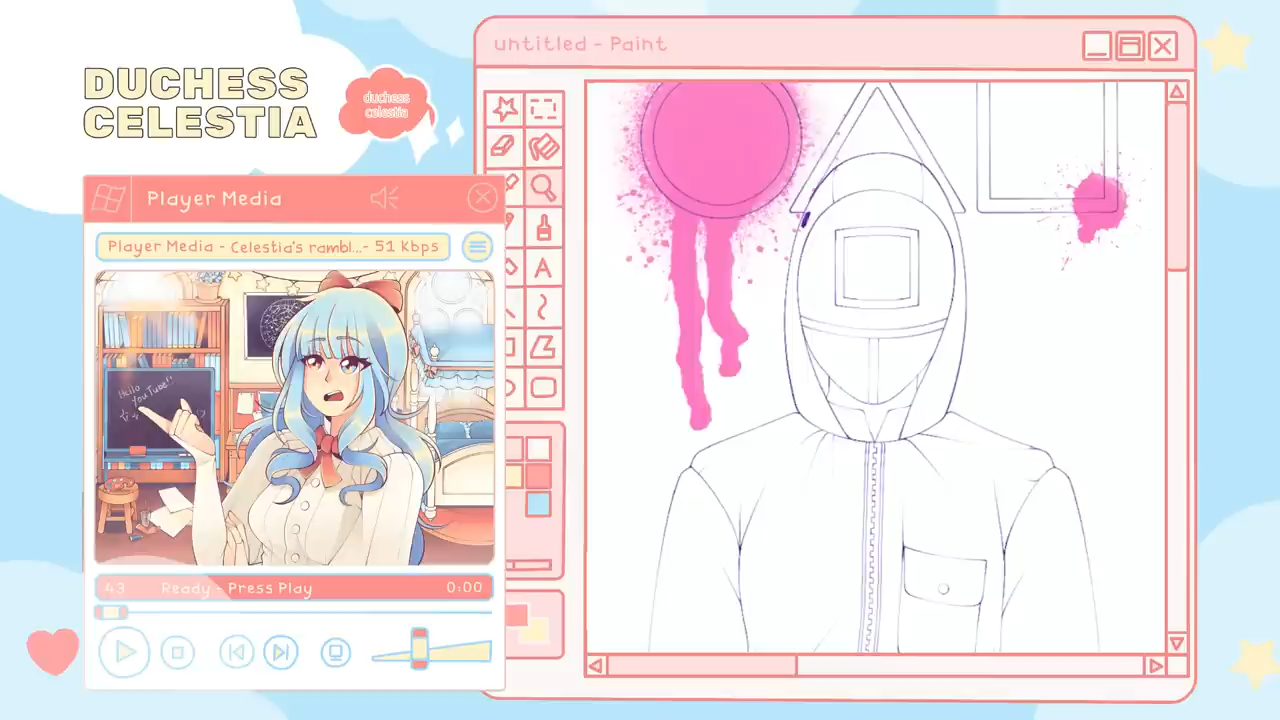 DUCHESS
CELESTIA
duchess
celestia
untitled - Paint
Player Media
Player Media - Celestia's rambl...- 51 Kbps
Hello
YouTube!!
A
43 Ready - Press Play 0:00